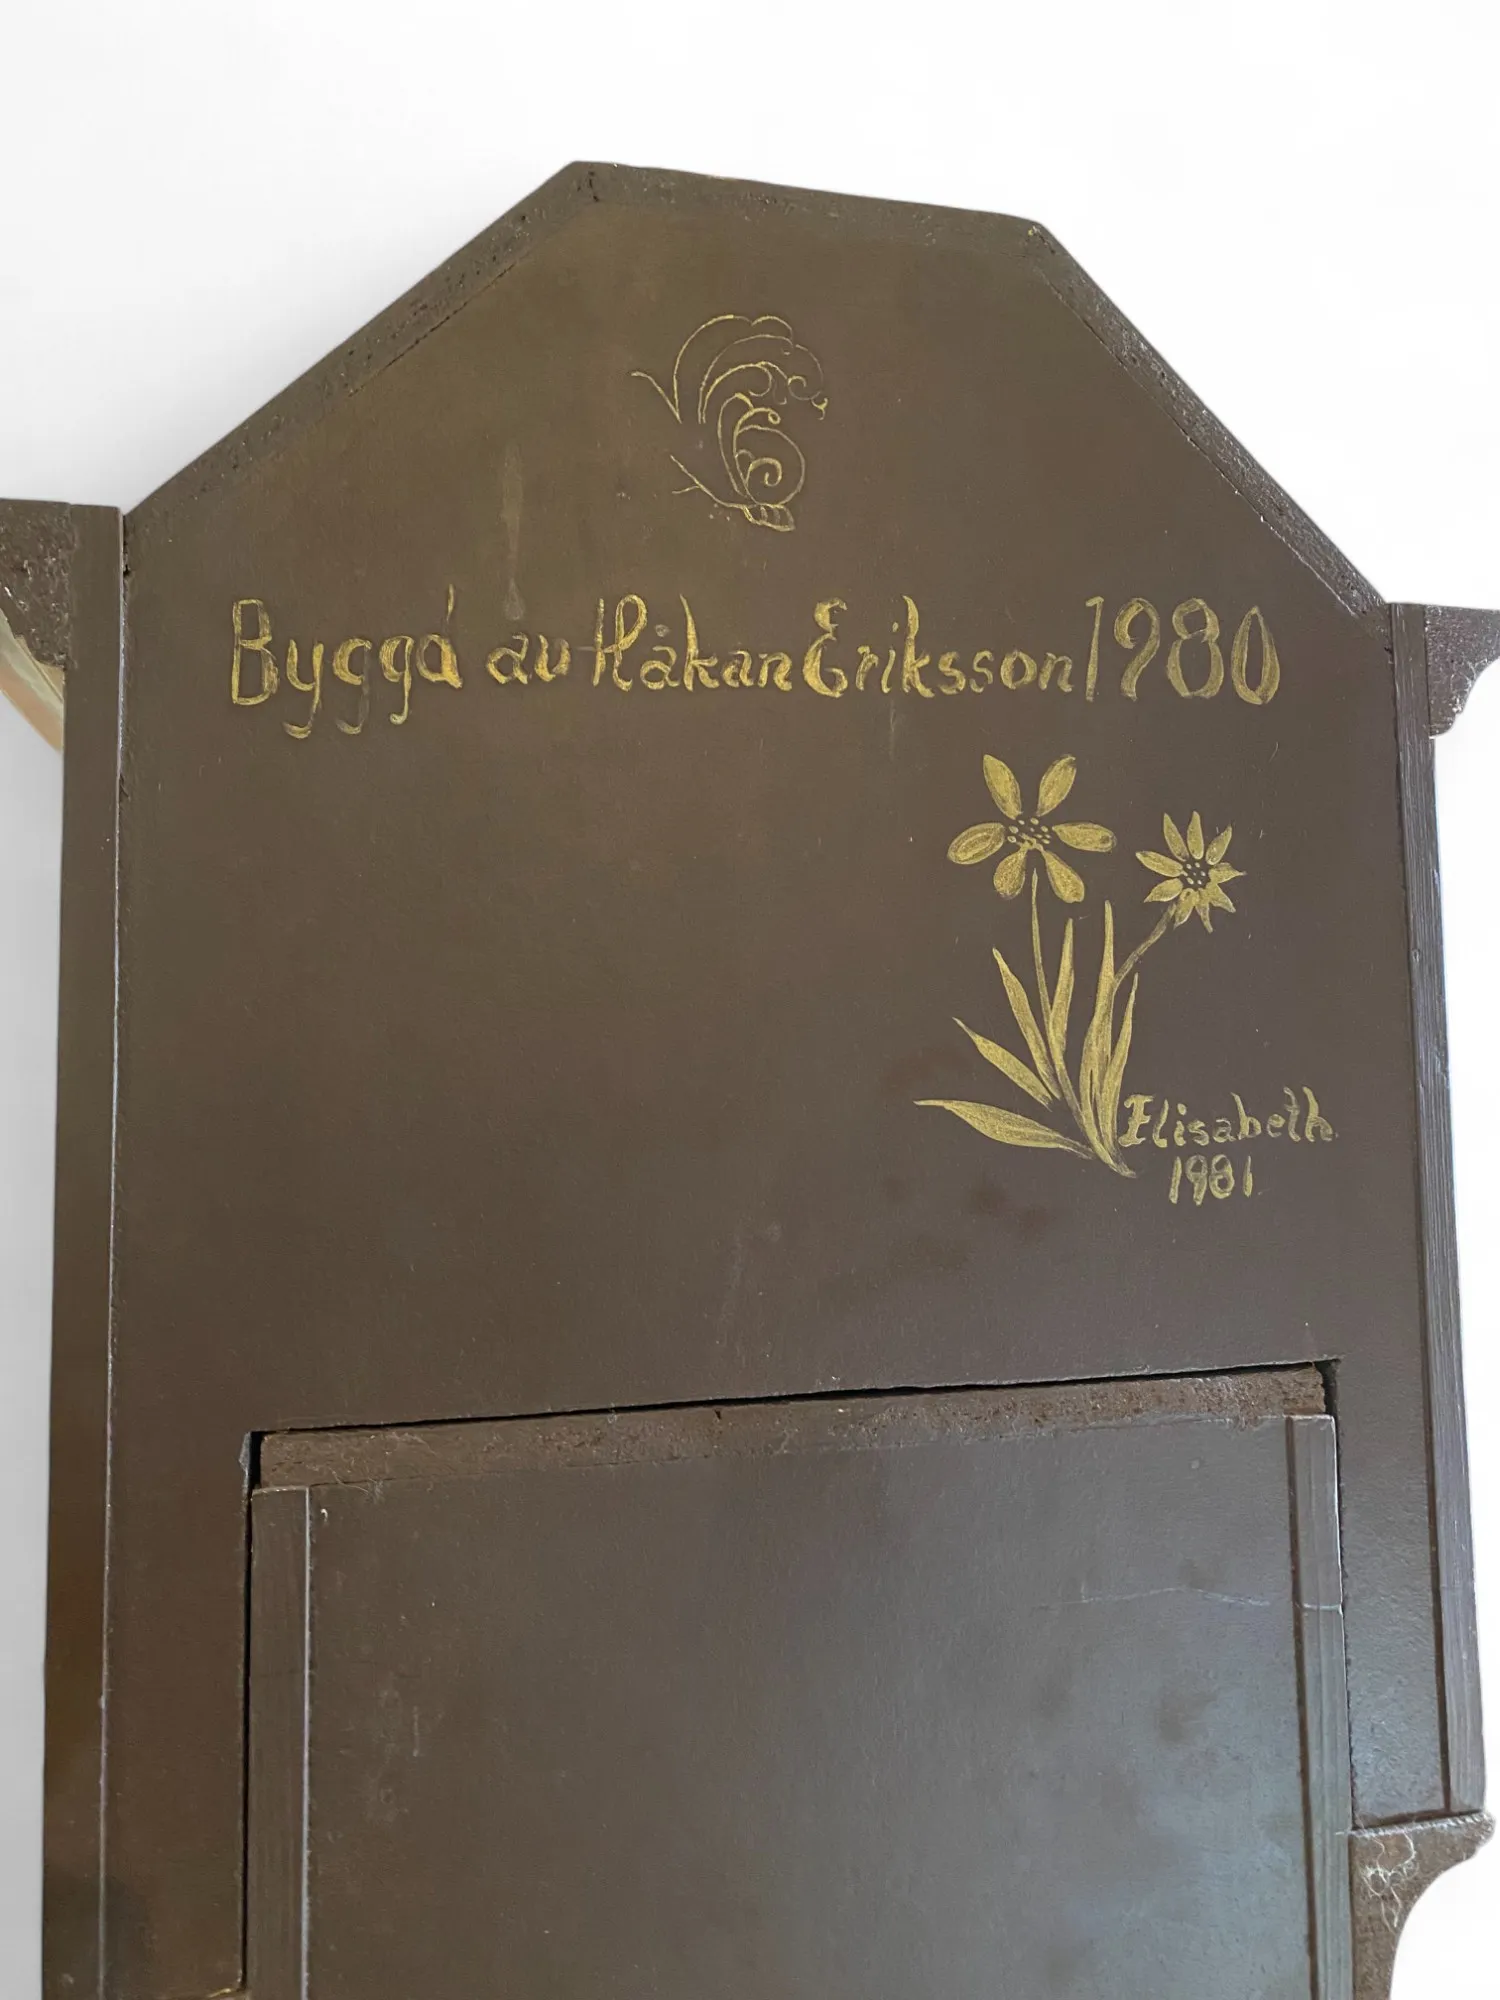 Byggd av Håkan Eriksson 1980
Elisabeth
1981